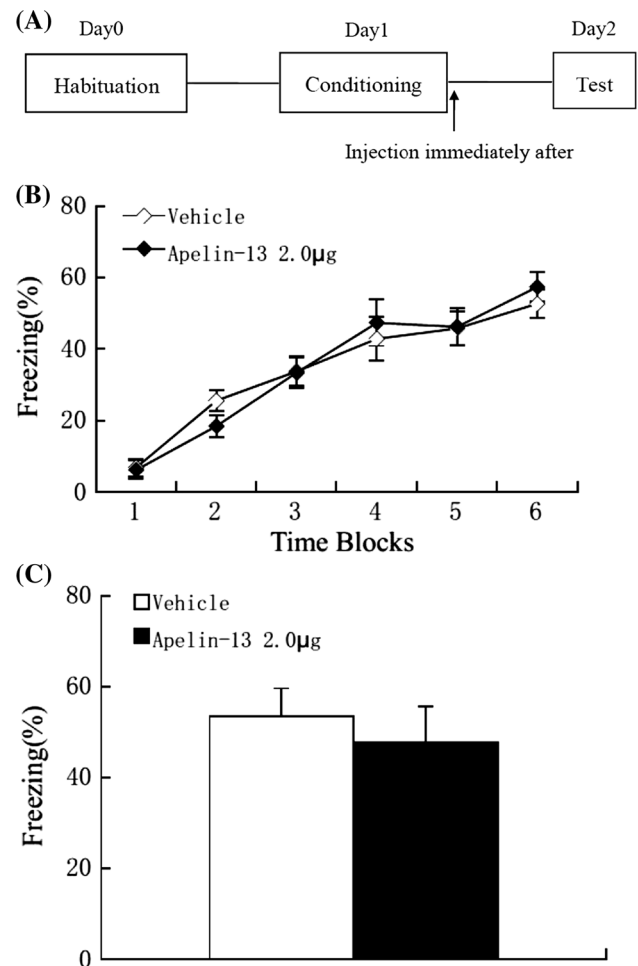 (A)
Day0 Day1 Day2
Habituation Conditioning Test
Injection immediately after
(B)
80
60
40
20
0
Freezing(%)
Vehicle
Apelin-13 2.0μg
1 2 3 4 5 6
Time Blocks
(C)
80
60
40
20
0
Freezing(%)
Vehicle
Apelin-13 2.0μg